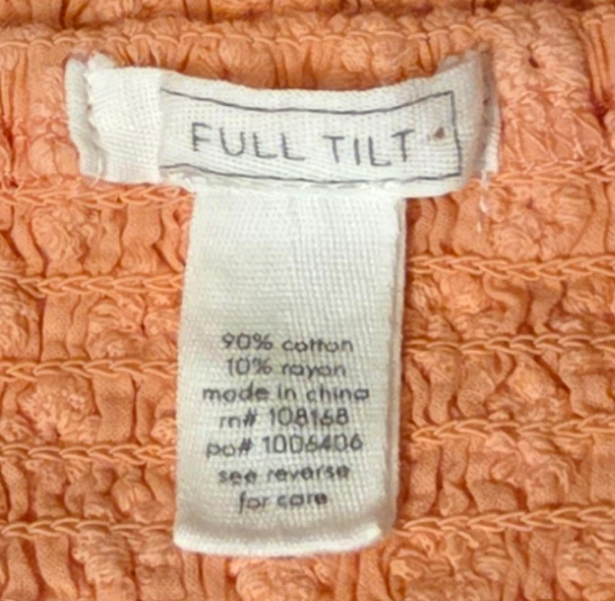 FULL TILT
90% cotton
10% rayon
made in china
rn# 108168
po# 1006406
see reverse
for care